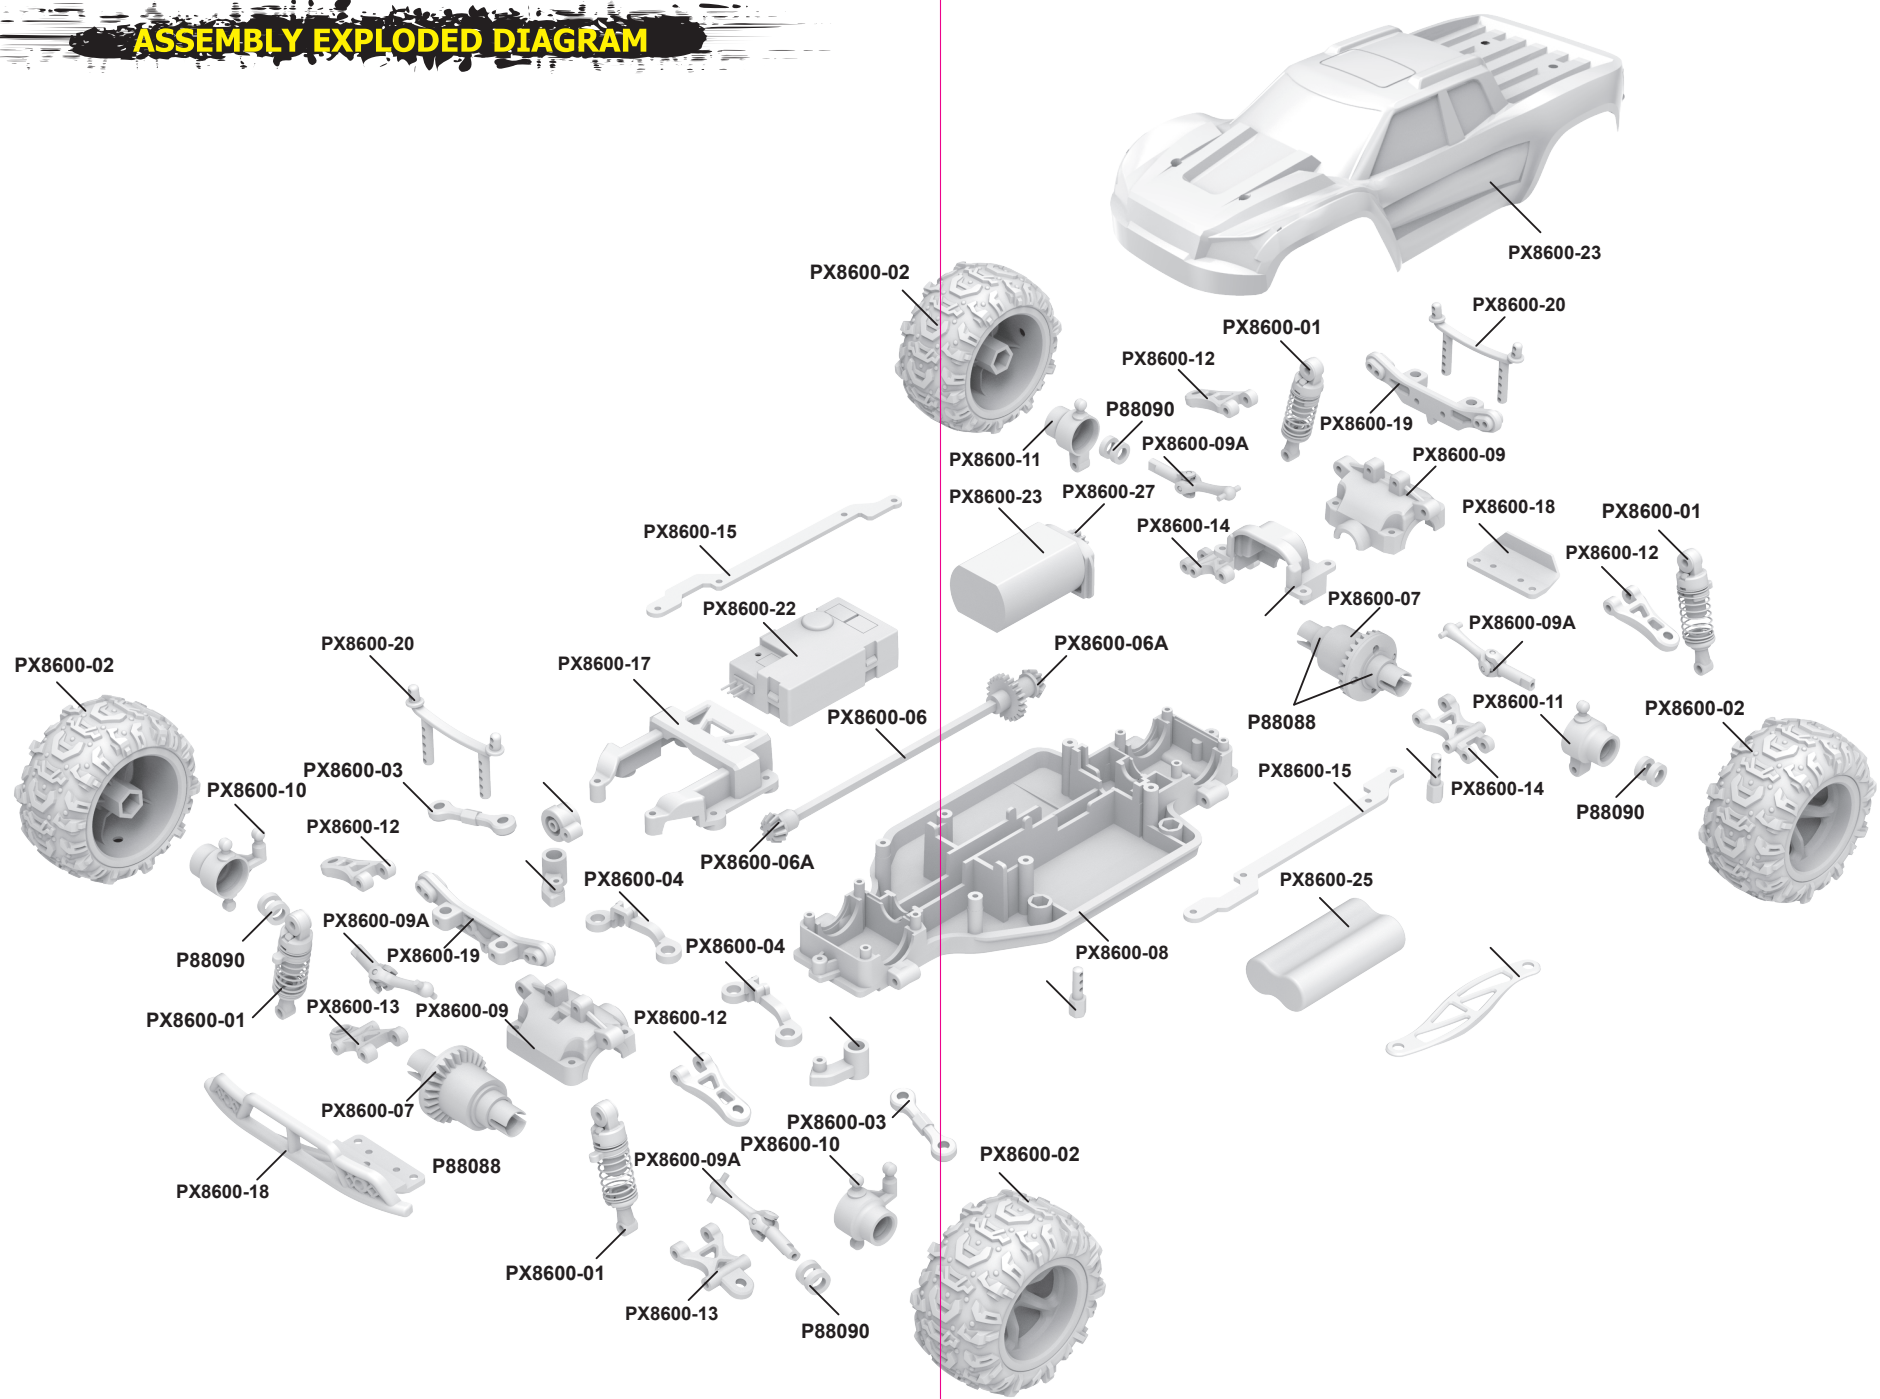 ASSEMBLY EXPLODED DIAGRAM
PX8600-23
PX8600-02
PX8600-20
PX8600-01
PX8600-12
P88090
PX8600-19
PX8600-09A
PX8600-11
PX8600-09
PX8600-23
PX8600-27
PX8600-18
PX8600-01
PX8600-14
PX8600-15
PX8600-12
PX8600-07
PX8600-22
PX8600-09A
PX8600-20
PX8600-06A
PX8600-02
PX8600-17
PX8600-11
PX8600-02
PX8600-06
P88088
PX8600-03
PX8600-15
PX8600-10
PX8600-14
P88090
PX8600-12
PX8600-06A
PX8600-04
PX8600-25
PX8600-09A
PX8600-04
PX8600-19
PX8600-08
P88090
PX8600-13
PX8600-09
PX8600-01
PX8600-12
PX8600-07
PX8600-03
PX8600-10
PX8600-02
PX8600-09A
P88088
PX8600-18
PX8600-01
PX8600-13
P88090